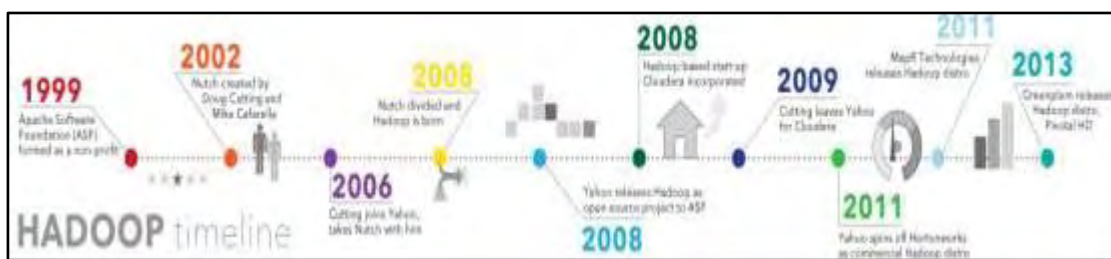 1999
Apache Software
Foundation (ASF)
formed as a non-profit
2002
Nutch created by
Doug Cutting and
Mike Cafarella
2006
Cutting joins Yahoo,
takes Nutch with him
2008
Nutch divided and
Hadoop is born
Yahoo releases Hadoop as
open source project to ASF
2008
2008
Hadoop based start-up
Cloudera incorporated
2009
Cutting leaves Yahoo
for Cloudera
2011
Yahoo spins off Hortonworks
as commercial Hadoop distro
2011
MapR Technologies
releases Hadoop distro
2013
Greenplum releases
Hadoop distro,
Pivotal HD
HADOOP timeline